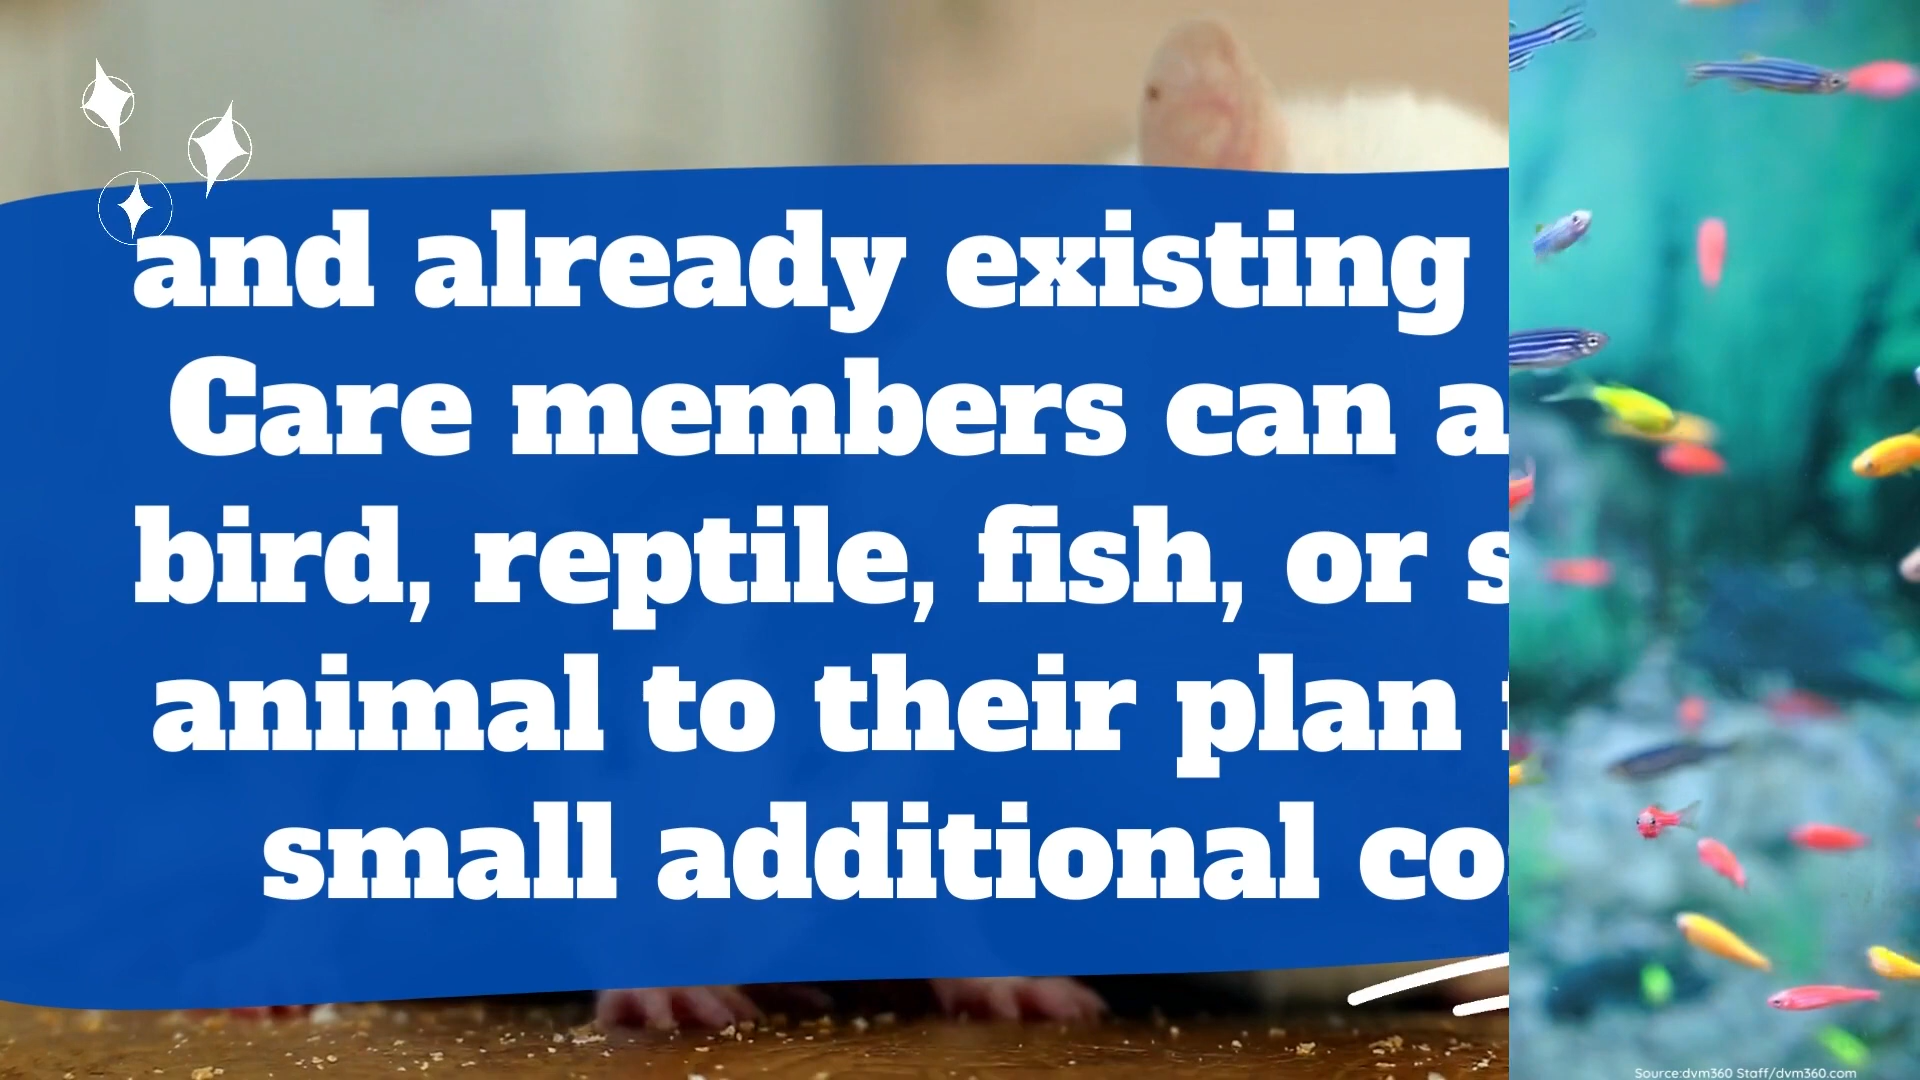 and already existing
Care members can a
bird, reptile, fish, or s
animal to their plan
small additional co
Source:dvm360 Staff/dvm360.com